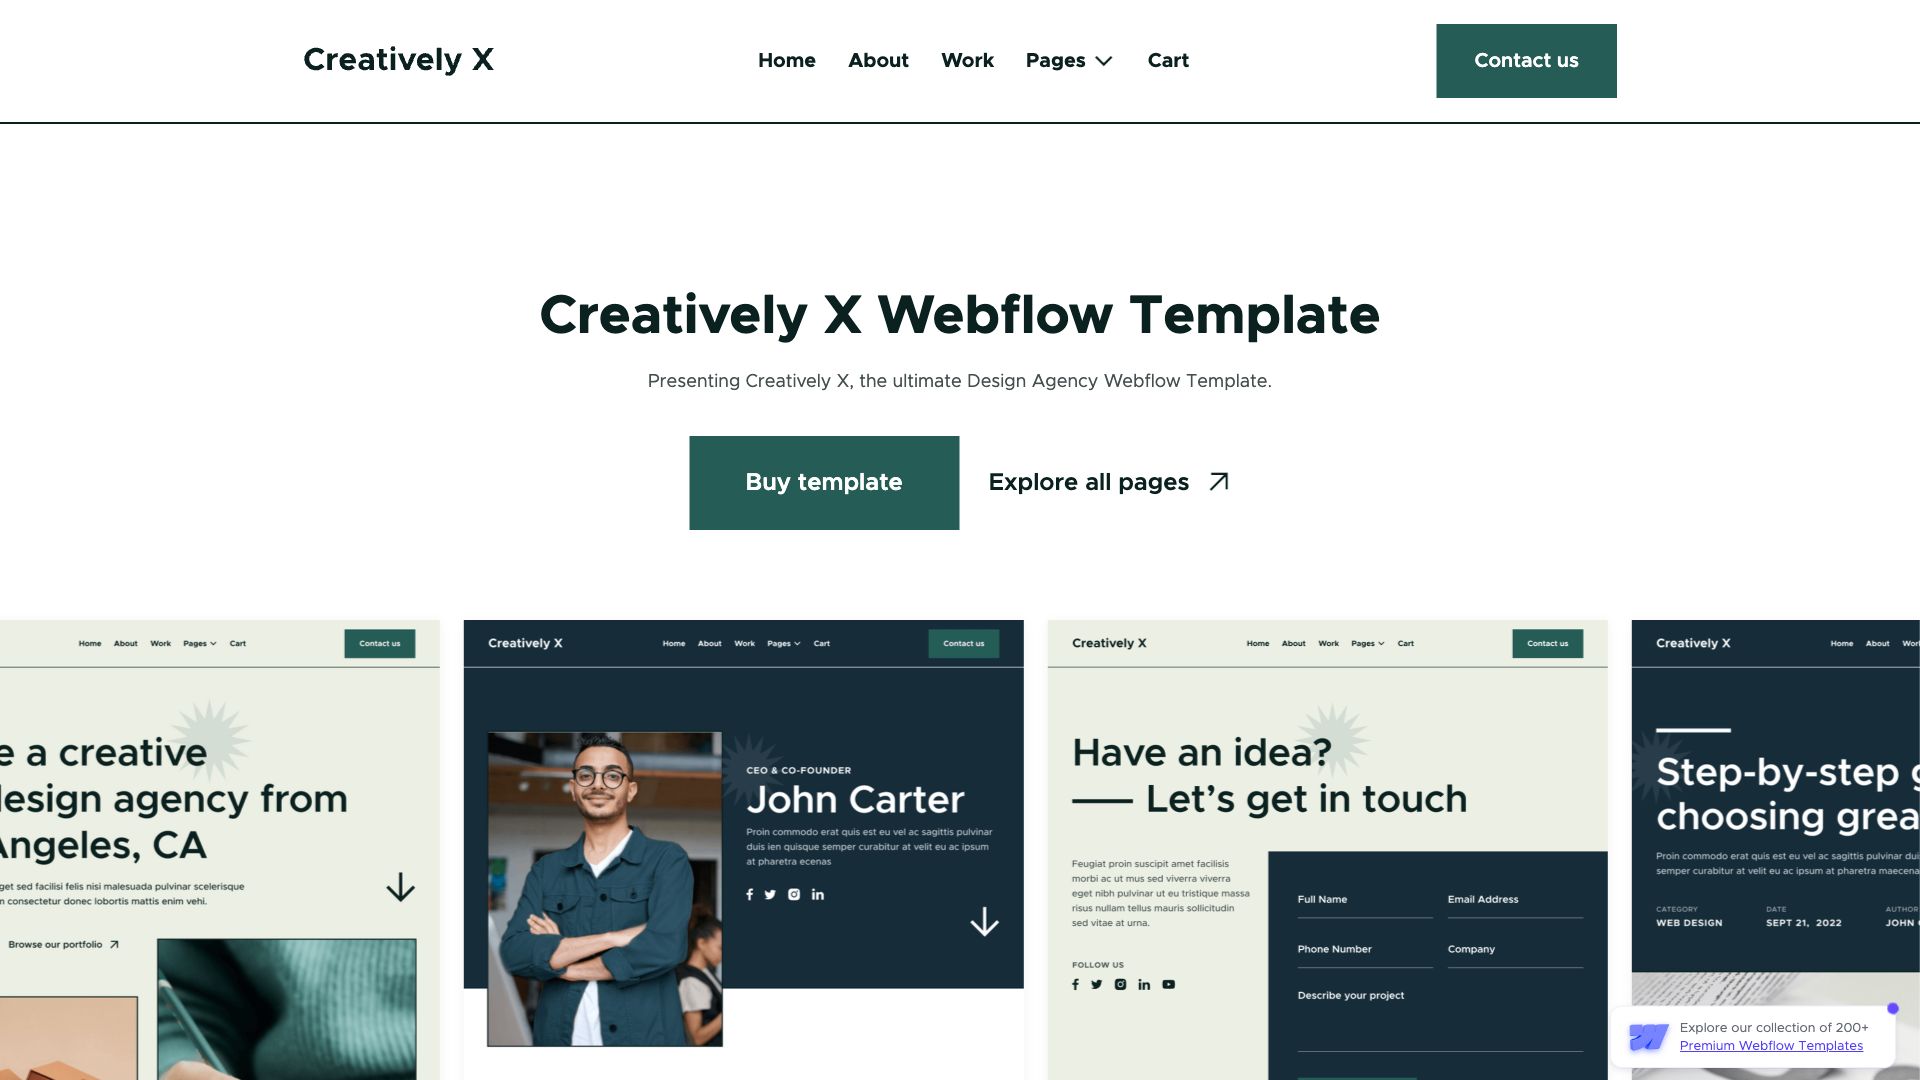 Creatively X
Home About Work Pages Cart
Contact us
Creatively X Webflow Template
Presenting Creatively X, the ultimate Design Agency Webflow Template.
Buy template
Explore all pages
Home About Work Pages Cart
Contact us
e a creative
design agency from
Angeles, CA
get sed facilisi felis nisi malesuada pulvinar scelerisque
consectetur donec lobortis mattis enim vehi.
Browse our portfolio
Creatively X
Home About Work Pages Cart
Contact us
CEO & CO-FOUNDER
John Carter
Proin commodo erat quis est eu vel ac sagittis pulvinar
duis ien quisque semper curabitur at velit eu ac ipsum
at pharetra ecenas
Creatively X
Home About Work Pages Cart
Contact us
Have an idea?
Let's get in touch
Feugiat proin suscipit amet facilisis
morbi ac ut mus sed viverra viverra
eget nibh pulvinar ut eu tristique massa
risus nullam tellus mauris sollicitudin
sed vitae at urna.
FOLLOW US
Full Name
Email Address
Phone Number
Company
Describe your project
Creatively X
Home About Wor
Step-by-step g
choosing grea
Proin commodo erat quis est eu vel ac sagittis pulvinar dui
semper curabitur at velit eu ac ipsum at pharetra maecena
CATEGORY
WEB DESIGN
DATE
SEPT 21, 2022
AUTHOR
JOHN
Explore our collection of 200+
Premium Webflow Templates